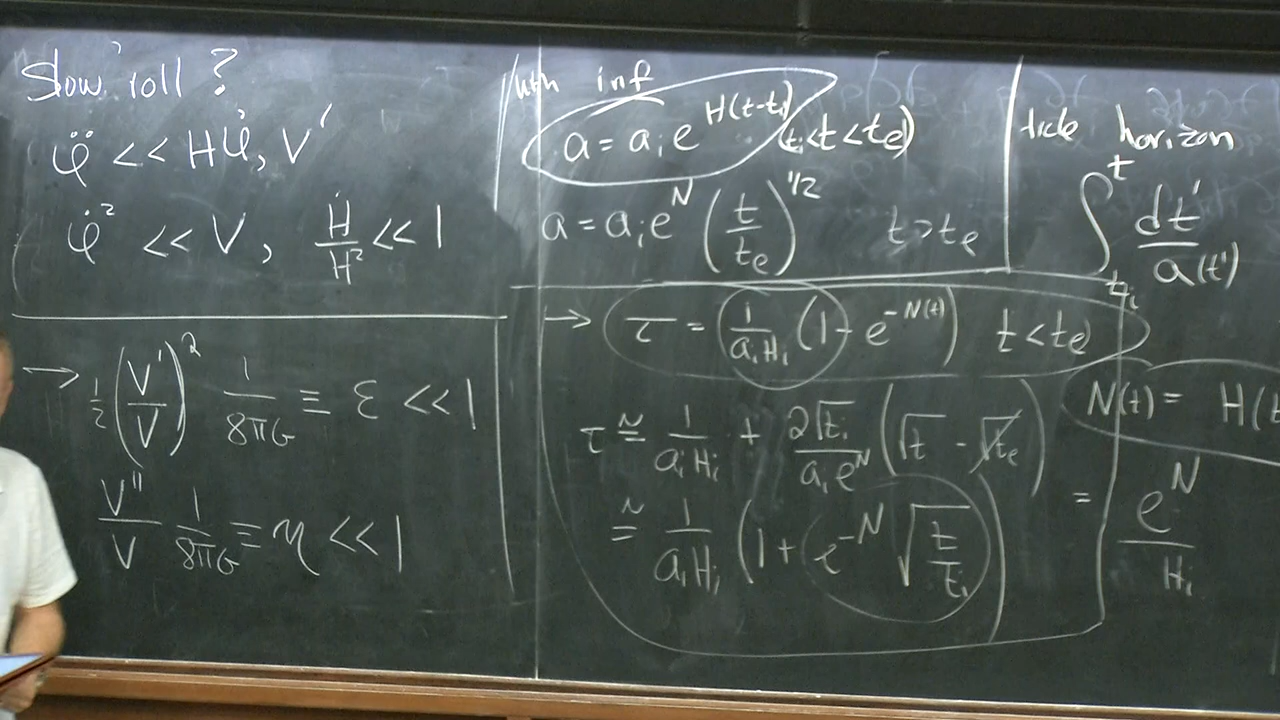 Slow roll ?
φ̈ << Hφ̇, V′
φ̇² << V, Ḣ/H² << 1
→ 1/2 (V′/V)² 1/8πG ≡ ε << 1
V″/V 1/8πG ≡ η << 1
inf
a = aᵢ e^{H(t-tᵢ)} (tᵢ<t<tₑ)
a = aᵢ e^N (t/tₑ)^{1/2} t>tₑ
→ τ = 1/(aᵢHᵢ) (1 - e^{-N(t)}) t<tₑ
τ ≅ 1/(aᵢHᵢ) + 2√tᵢ/(aᵢe^N) (√t - √tₑ)
≅ 1/(aᵢHᵢ) (1 + e^{-N} √(t/tᵢ)
ticle horizon
∫_{tᵢ}^{t} dt′/a(t′)
N(t) = H(t
= e^N/Hᵢ